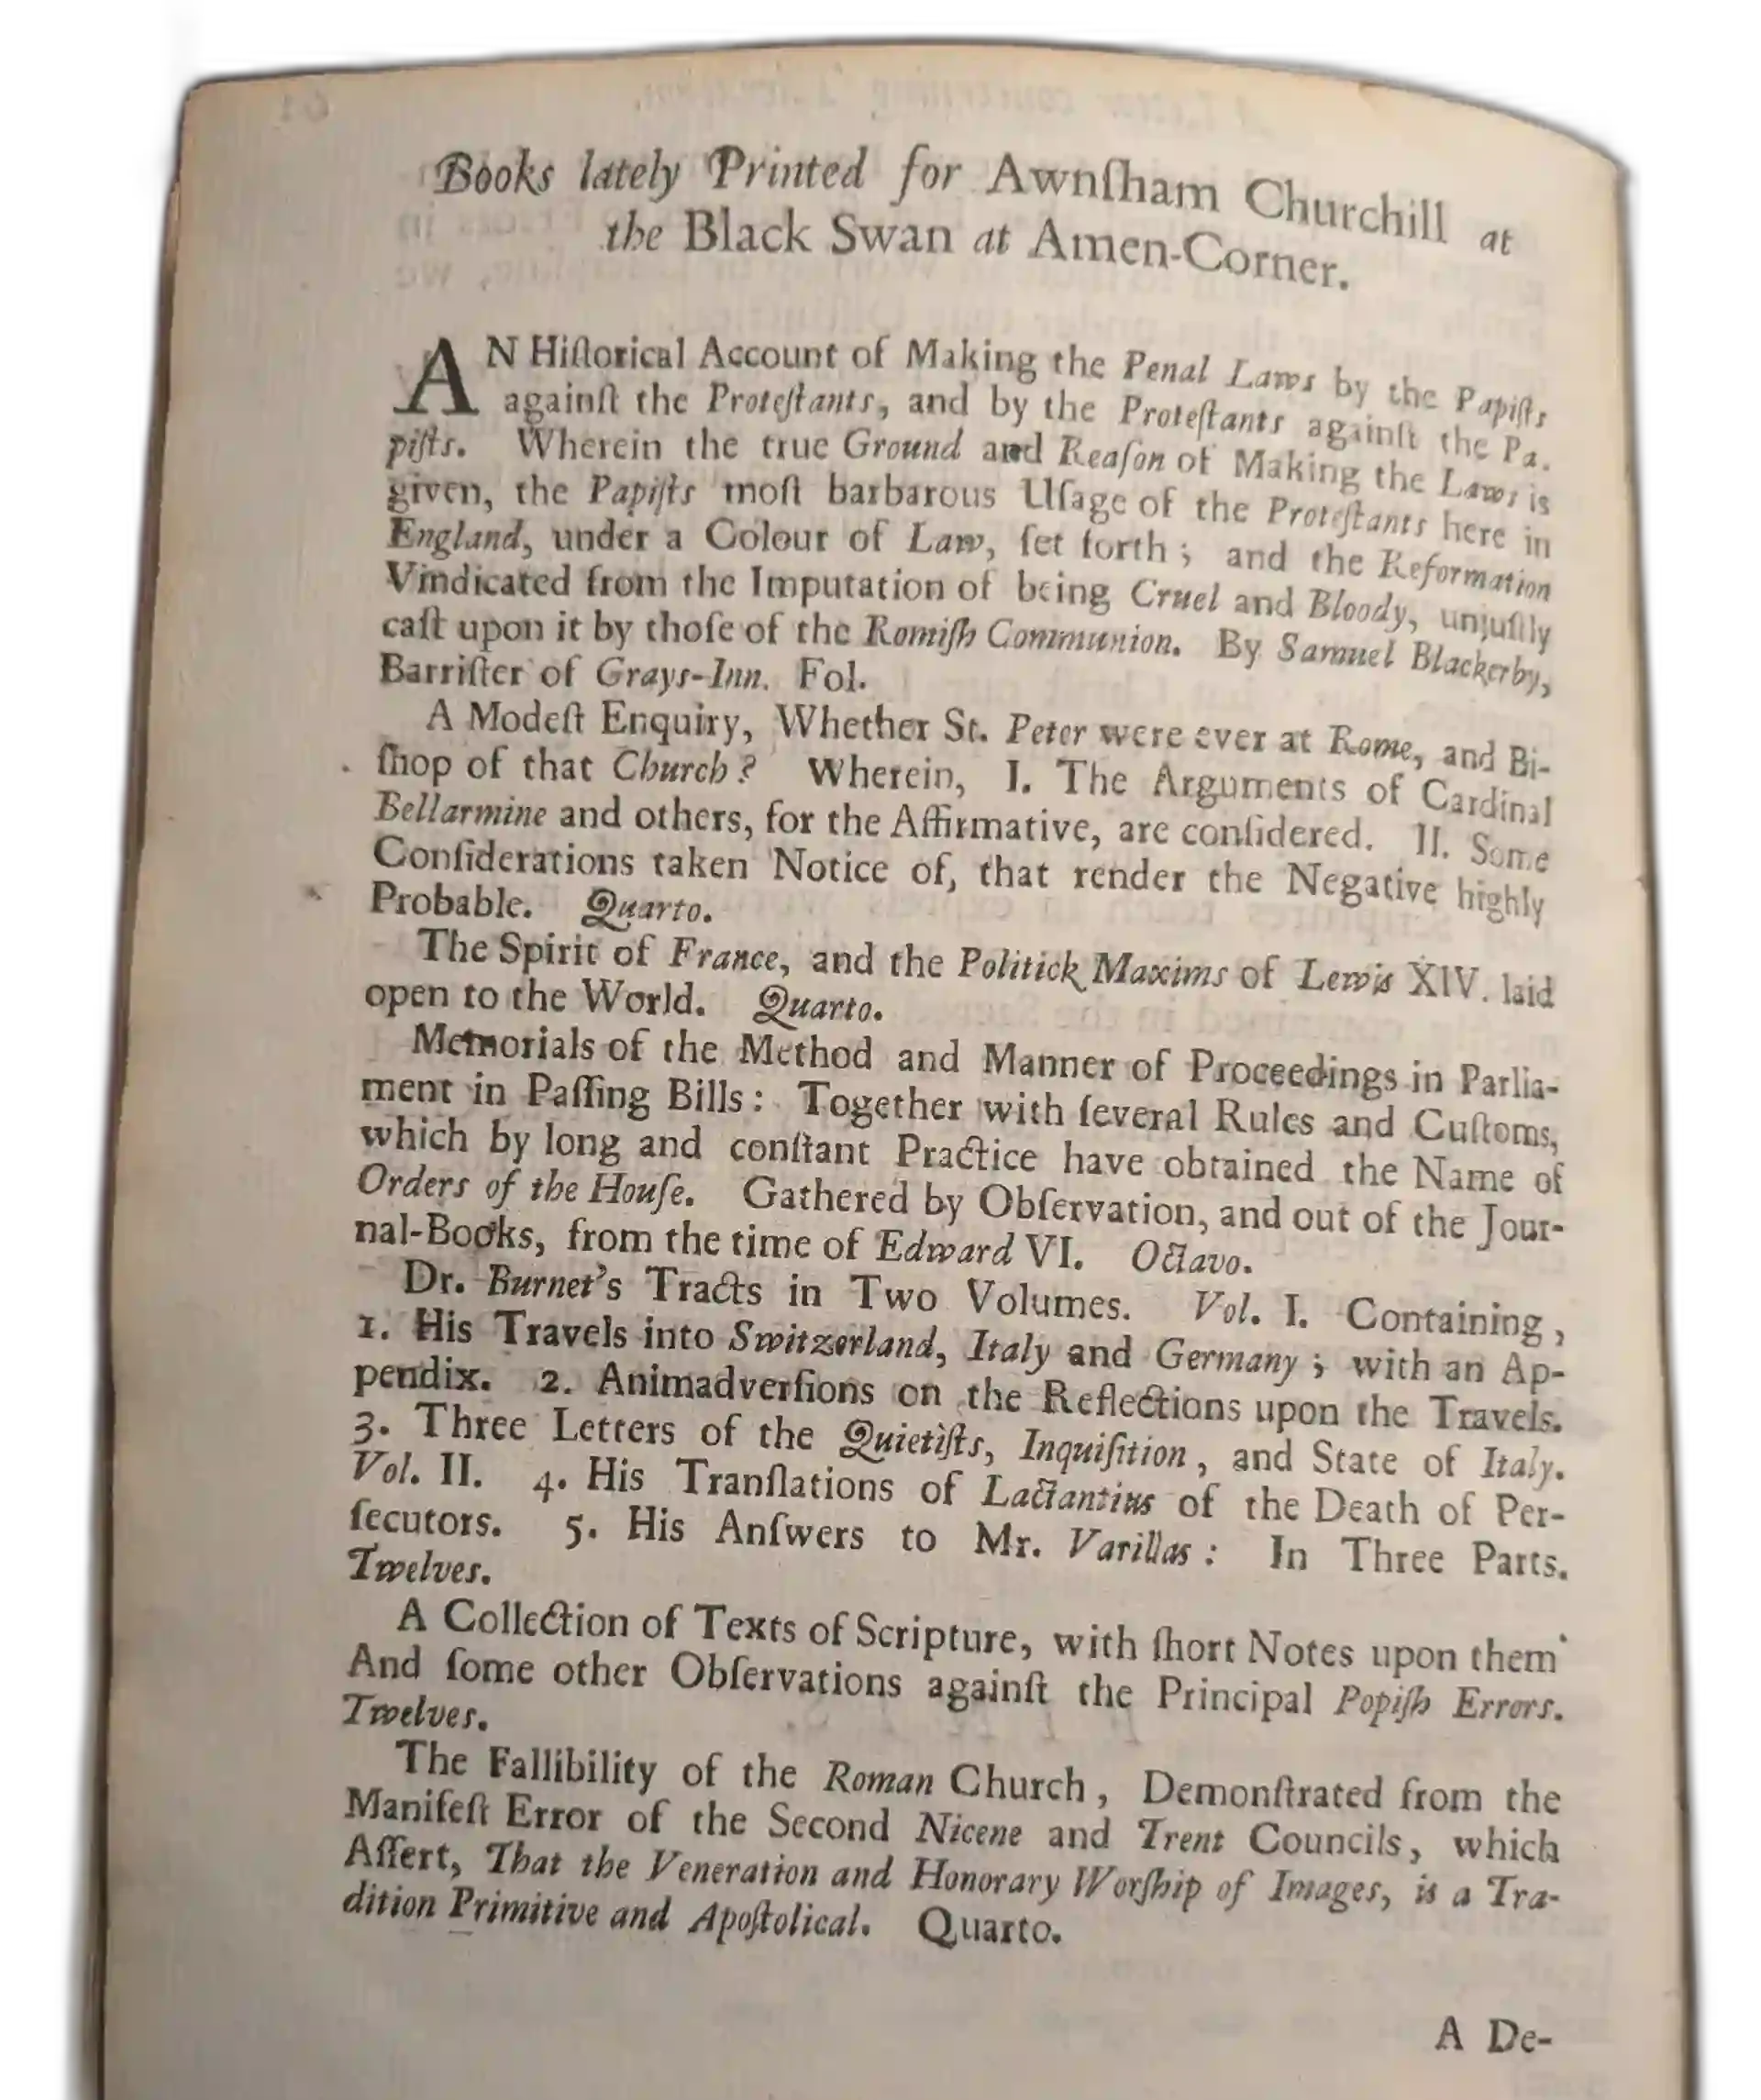 Books lately Printed for Awnſham Churchill at
the Black Swan at Amen-Corner.
AN Hiſtorical Account of Making the Penal Laws by the Papiſts
againſt the Proteſtants, and by the Proteſtants againſt the Pa-
piſts. Wherein the true Ground and Reaſon of Making the Laws is
given, the Papiſts moſt barbarous Uſage of the Proteſtants here in
England, under a Colour of Law, ſet forth; and the Reformation
Vindicated from the Imputation of being Cruel and Bloody, unjuſtly
caſt upon it by thoſe of the Romiſh Communion. By Samuel Blackerby,
Barriſter of Grays-Inn. Fol.
A Modeſt Enquiry, Whether St. Peter were ever at Rome, and Bi-
ſhop of that Church? Wherein, I. The Arguments of Cardinal
Bellarmine and others, for the Affirmative, are conſidered. II. Some
Conſiderations taken Notice of, that render the Negative highly
Probable. Quarto.
The Spirit of France, and the Politick Maxims of Lewis XIV. laid
open to the World. Quarto.
Memorials of the Method and Manner of Proceedings in Parlia-
ment in Paſſing Bills: Together with ſeveral Rules and Cuſtoms,
which by long and conſtant Practice have obtained the Name of
Orders of the Houſe. Gathered by Obſervation, and out of the Jour-
nal-Books, from the time of Edward VI. Octavo.
Dr. Burnet's Tracts in Two Volumes. Vol. I. Containing,
1. His Travels into Switzerland, Italy and Germany; with an Ap-
pendix. 2. Animadverſions on the Reflections upon the Travels.
3. Three Letters of the Quietiſts, Inquiſition, and State of Italy.
Vol. II. 4. His Tranſlations of Lactantius of the Death of Per-
ſecutors. 5. His Anſwers to Mr. Varillas: In Three Parts.
Twelves.
A Collection of Texts of Scripture, with ſhort Notes upon them
And ſome other Obſervations againſt the Principal Popiſh Errors.
Twelves.
The Fallibility of the Roman Church, Demonſtrated from the
Manifeſt Error of the Second Nicene and Trent Councils, which
Aſſert, That the Veneration and Honorary Worſhip of Images, is a Tra-
dition Primitive and Apoſtolical. Quarto.
A De-